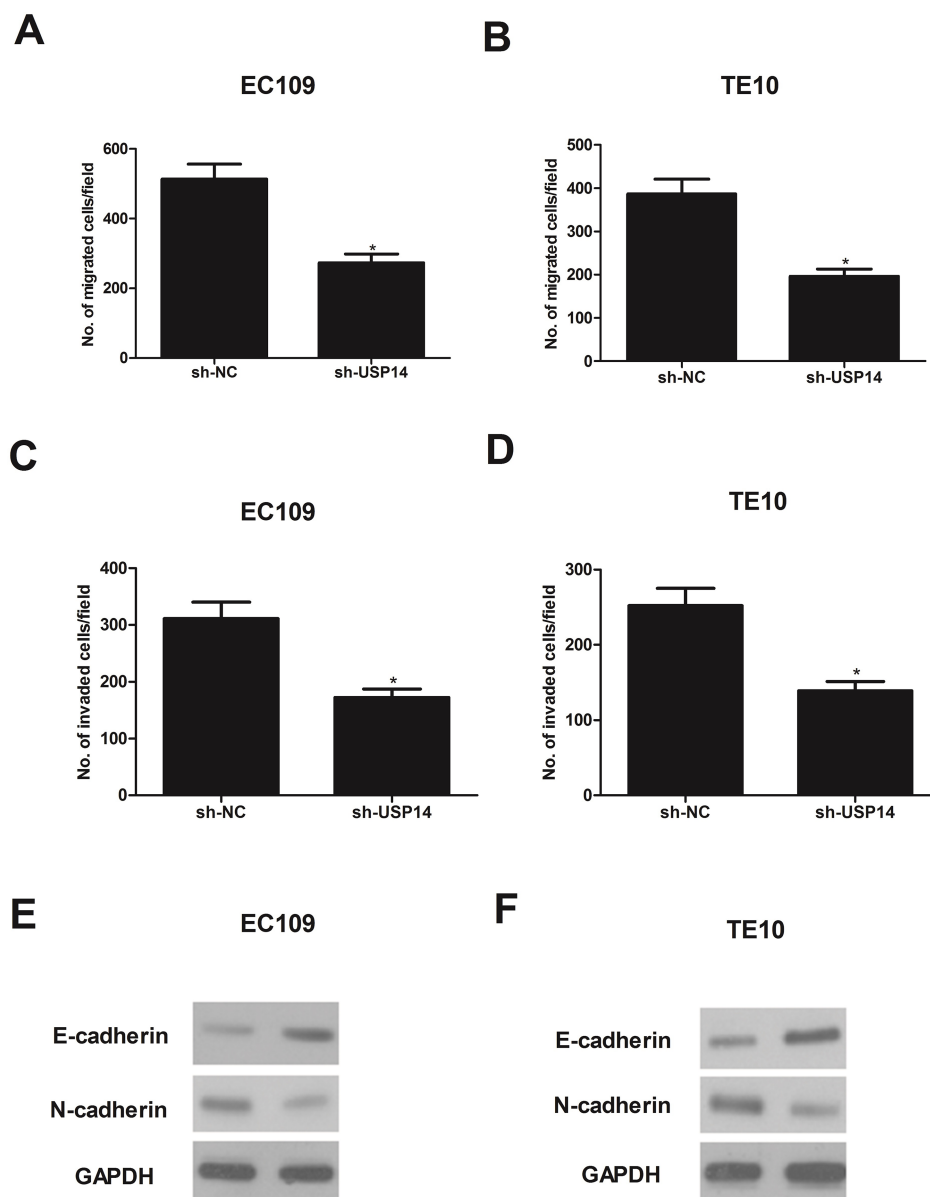 A
EC109
No. of migrated cells/field
600
400
200
0
*
sh-NC
sh-USP14
B
TE10
No. of migrated cells/field
500
400
300
200
100
0
*
sh-NC
sh-USP14
C
EC109
No. of invaded cells/field
400
300
200
100
0
*
sh-NC
sh-USP14
D
TE10
No. of invaded cells/field
300
200
100
0
*
sh-NC
sh-USP14
E
EC109
E-cadherin
N-cadherin
GAPDH
F
TE10
E-cadherin
N-cadherin
GAPDH